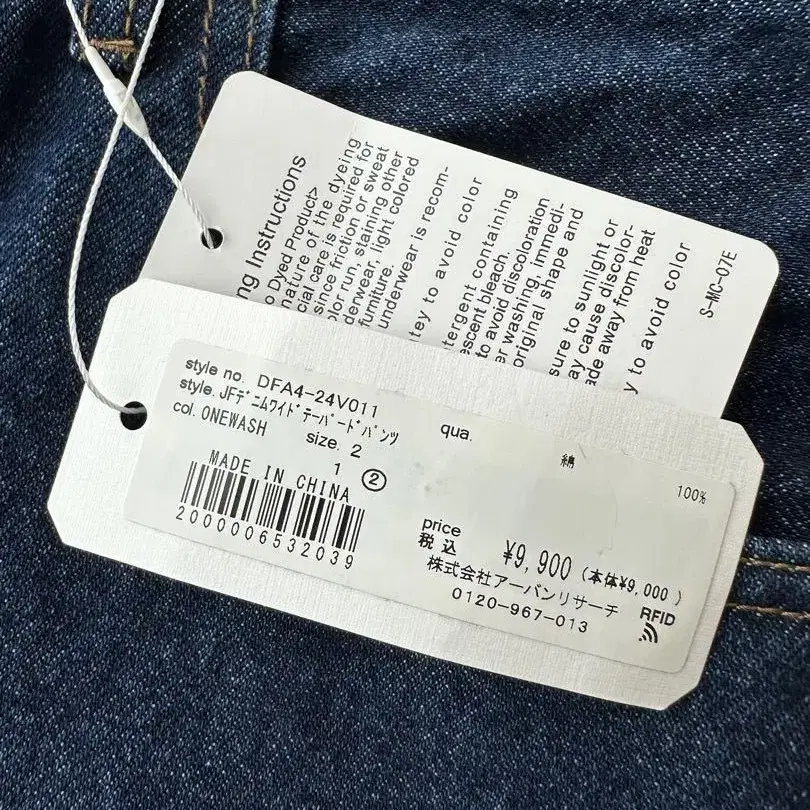 ng Instructions
o Dyed Product>
nature of the dyeing
cial care is required for
since friction or sweat
lor run, staining other
derwear, light colored
furniture.
underwear is recom-
tey to avoid color
tergent containing
escent bleach.
to avoid discoloration
er washing, immedi-
original shape and
sure to sunlight or
ay cause discolor-
ade away from heat
y to avoid color
S-MC-07E
style no. DFA4-24V011
style. JFデニムワイドテーパードパンツ
col. ONEWASH
size. 2
MADE IN CHINA
1 ②
2000006532039
qua.
綿 100%
price
税込 ¥9,900 (本体¥9,000 )
株式会社アーバンリサーチ
0120-967-013
RFID